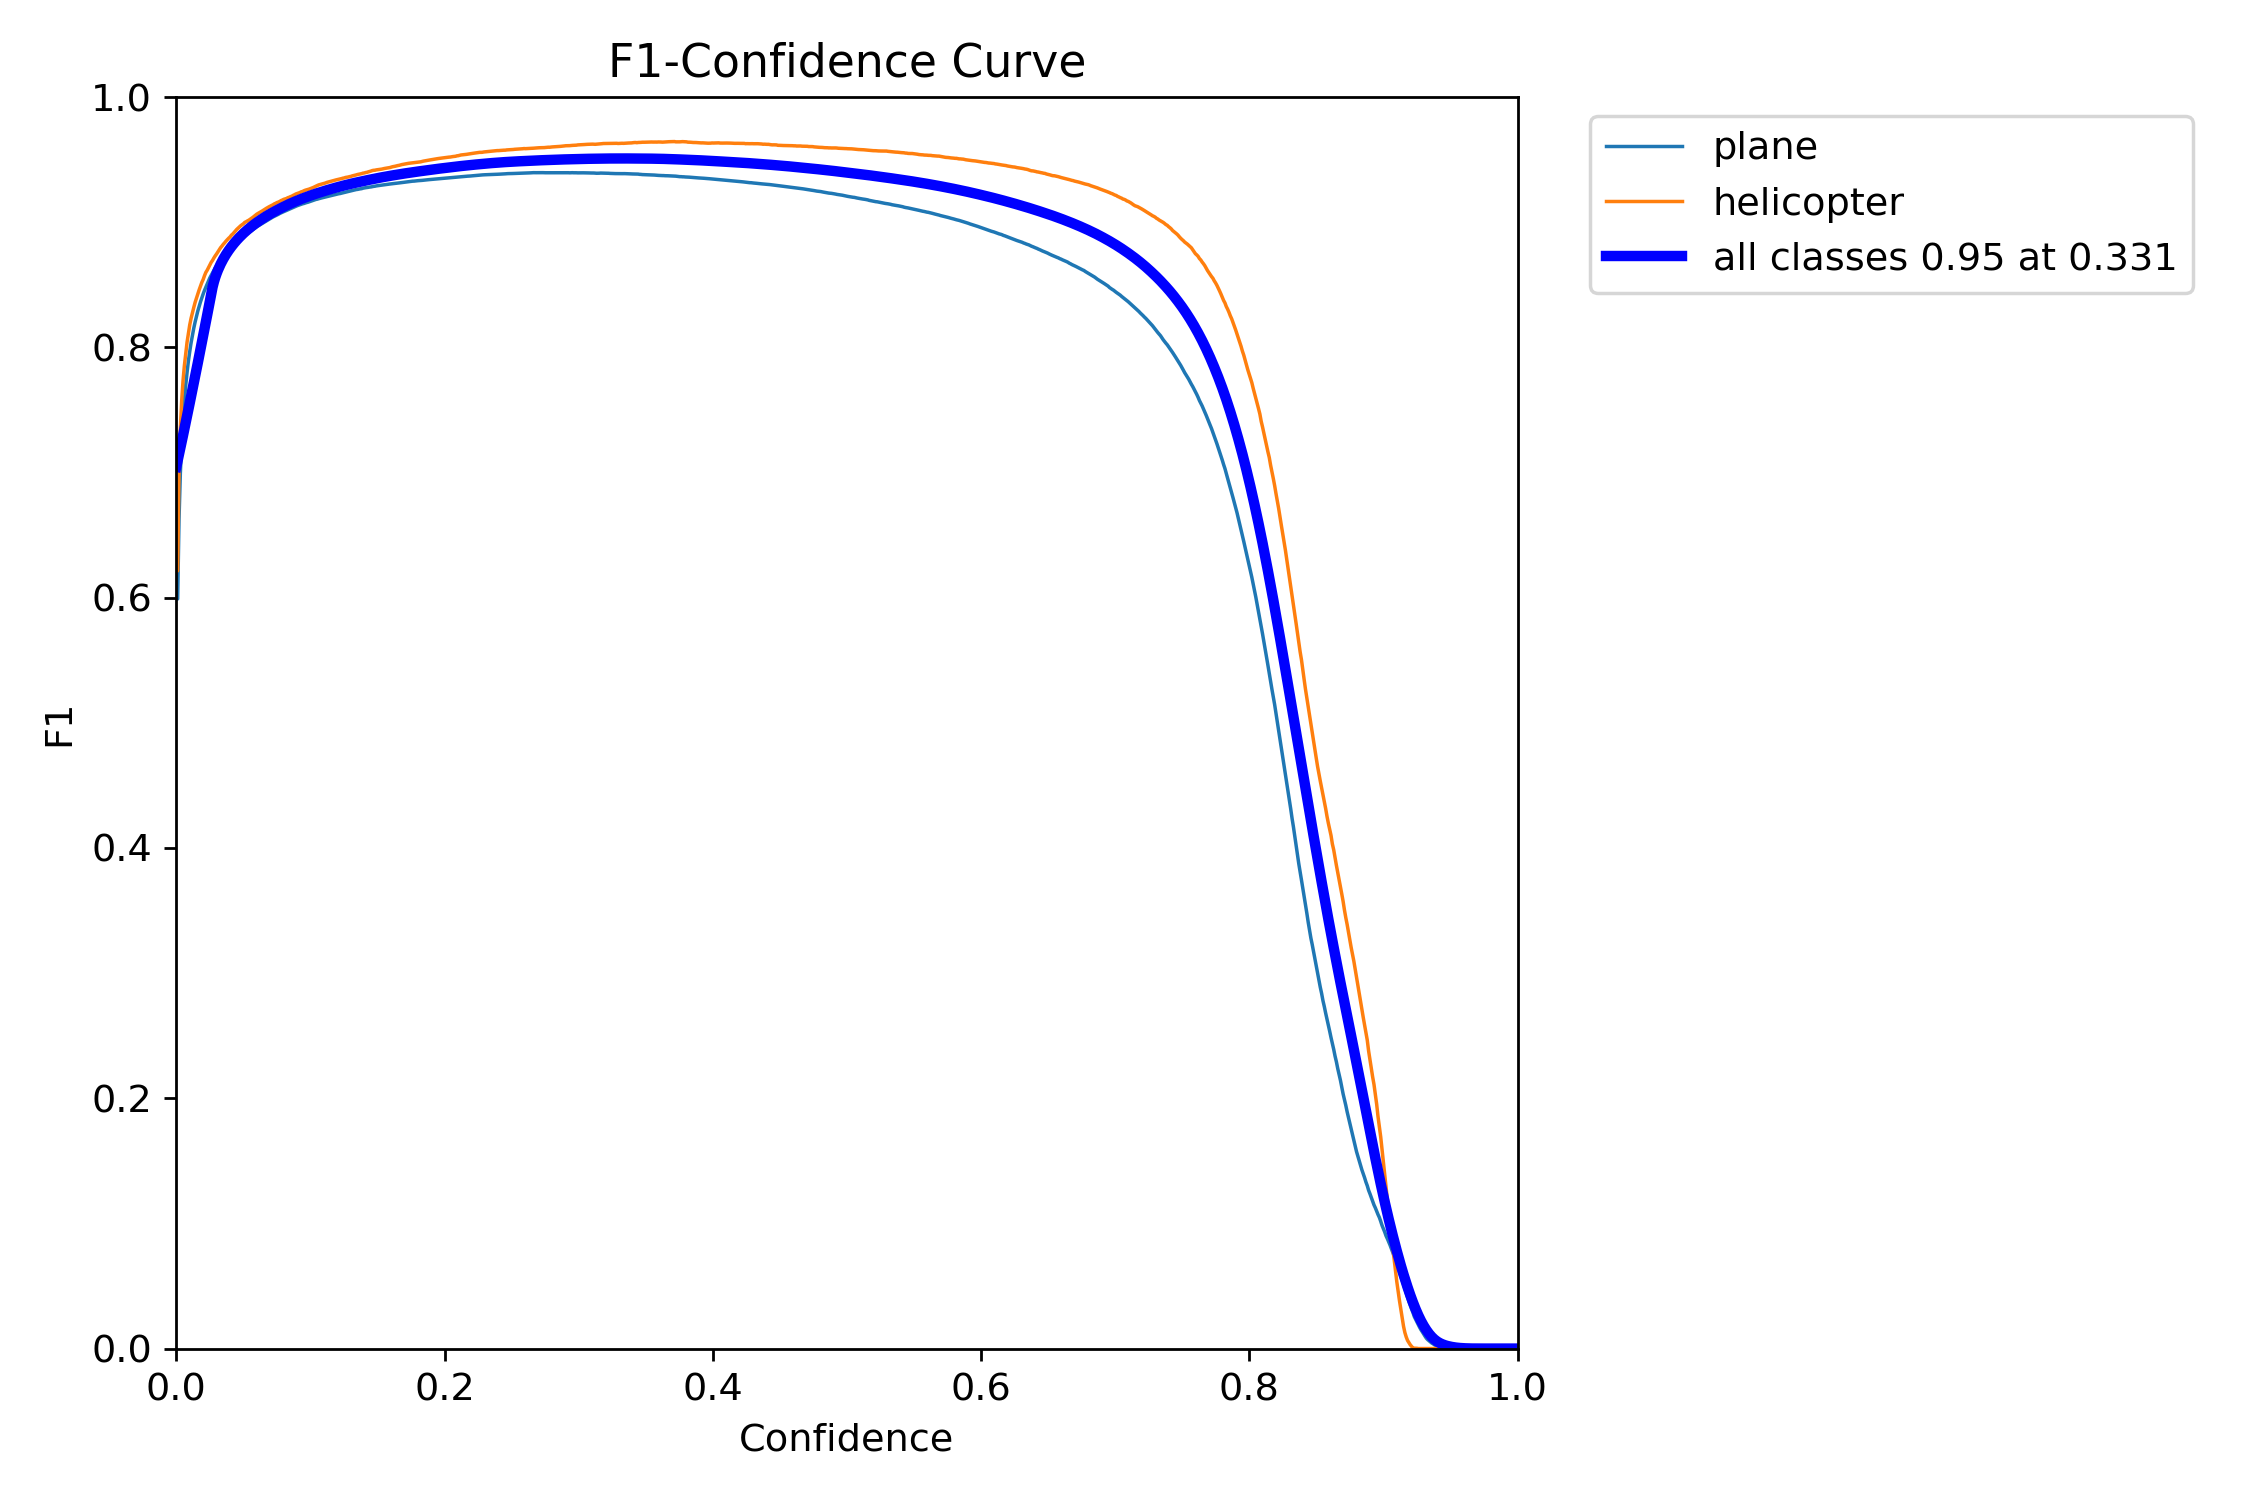 F1-Confidence Curve
1.0
0.8
0.6
0.4
0.2
0.0
F1
0.0 0.2 0.4 0.6 0.8 1.0
Confidence
plane
helicopter
all classes 0.95 at 0.331